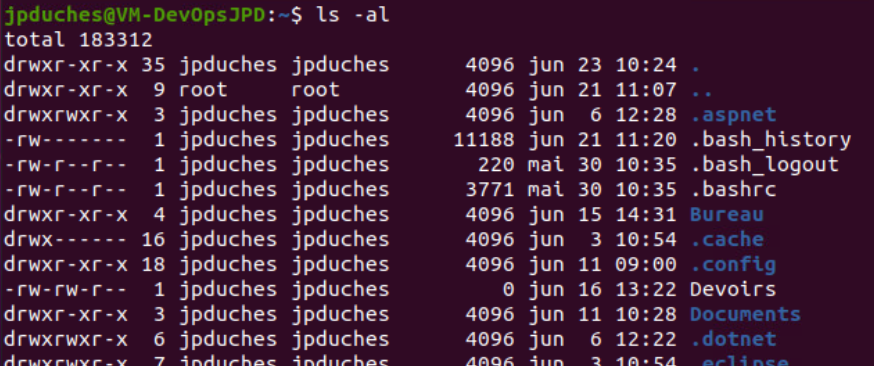 jpduches@VM-DevOpsJPD:~$ ls -al
total 183312
drwxr-xr-x 35 jpduches jpduches     4096 jun 23 10:24 .
drwxr-xr-x  9 root     root         4096 jun 21 11:07 ..
drwxrwxr-x  3 jpduches jpduches     4096 jun  6 12:28 .aspnet
-rw-------  1 jpduches jpduches    11188 jun 21 11:20 .bash_history
-rw-r--r--  1 jpduches jpduches      220 mai 30 10:35 .bash_logout
-rw-r--r--  1 jpduches jpduches     3771 mai 30 10:35 .bashrc
drwxr-xr-x  4 jpduches jpduches     4096 jun 15 14:31 Bureau
drwx------ 16 jpduches jpduches     4096 jun  3 10:54 .cache
drwxr-xr-x 18 jpduches jpduches     4096 jun 11 09:00 .config
-rw-rw-r--  1 jpduches jpduches        0 jun 16 13:22 Devoirs
drwxr-xr-x  3 jpduches jpduches     4096 jun 11 10:28 Documents
drwxrwxr-x  6 jpduches jpduches     4096 jun  6 12:22 .dotnet
drwxrwxr-x  7 jpduches jpduches     4096 jun  3 10:54 .eclipse